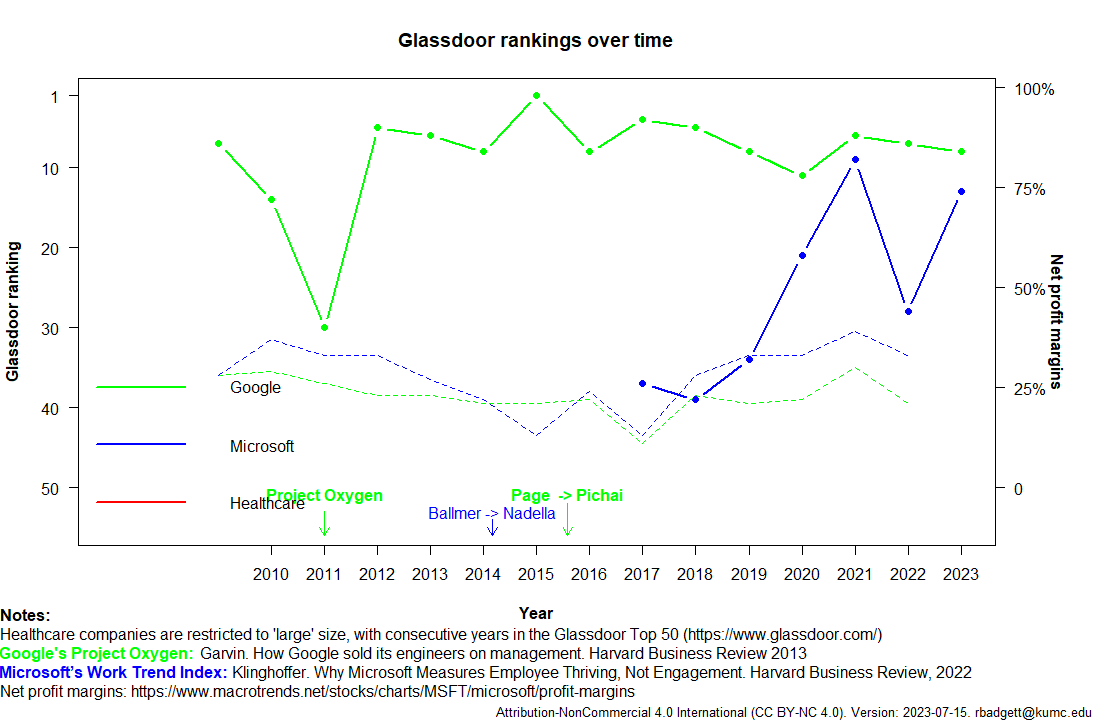 Glassdoor rankings over time
1
10
20
30
40
50
Glassdoor ranking
100%
75%
50%
25%
0
Net profit margins
Google
Microsoft
Healthcare
Project Oxygen
Page -> Pichai
Ballmer -> Nadella
2010 2011 2012 2013 2014 2015 2016 2017 2018 2019 2020 2021 2022 2023
Year
Notes:
Healthcare companies are restricted to 'large' size, with consecutive years in the Glassdoor Top 50 (https://www.glassdoor.com/)
Google's Project Oxygen: Garvin. How Google sold its engineers on management. Harvard Business Review 2013
Microsoft’s Work Trend Index: Klinghoffer. Why Microsoft Measures Employee Thriving, Not Engagement. Harvard Business Review, 2022
Net profit margins: https://www.macrotrends.net/stocks/charts/MSFT/microsoft/profit-margins
Attribution-NonCommercial 4.0 International (CC BY-NC 4.0). Version: 2023-07-15. rbadgett@kumc.edu